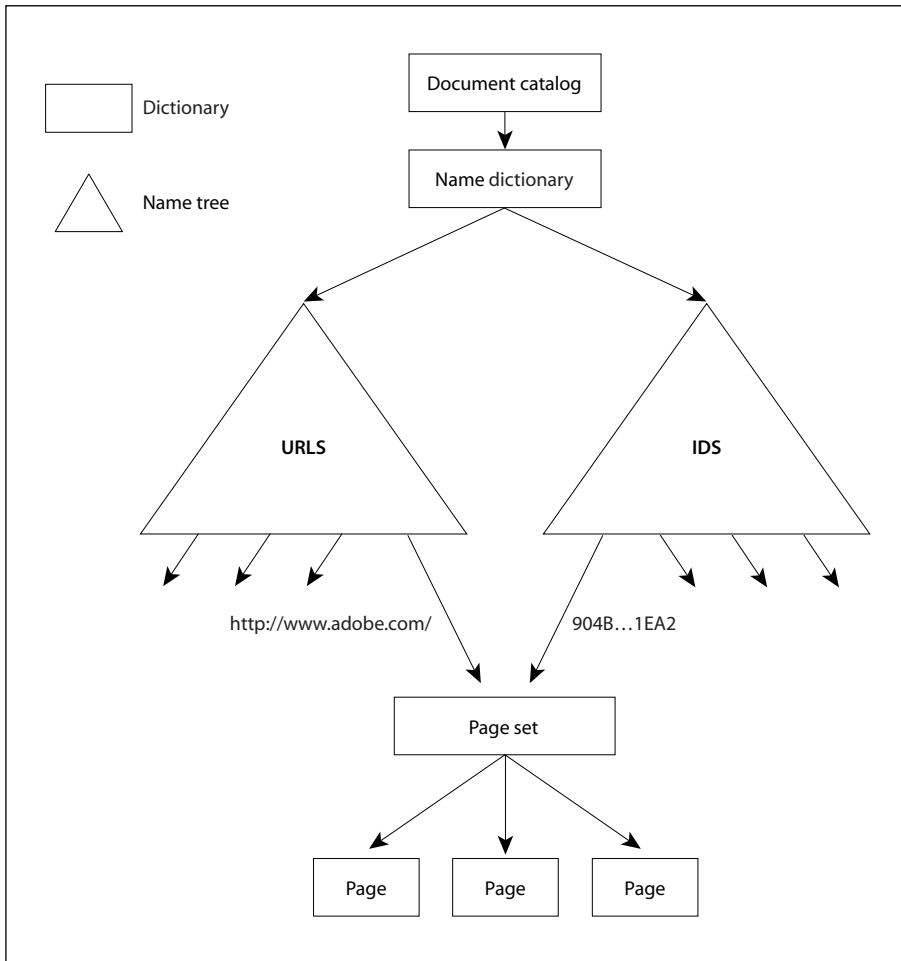 Document catalog
Dictionary
Name dictionary
Name tree
URLS
IDS
http://www.adobe.com/
904B…1EA2
Page set
Page
Page
Page